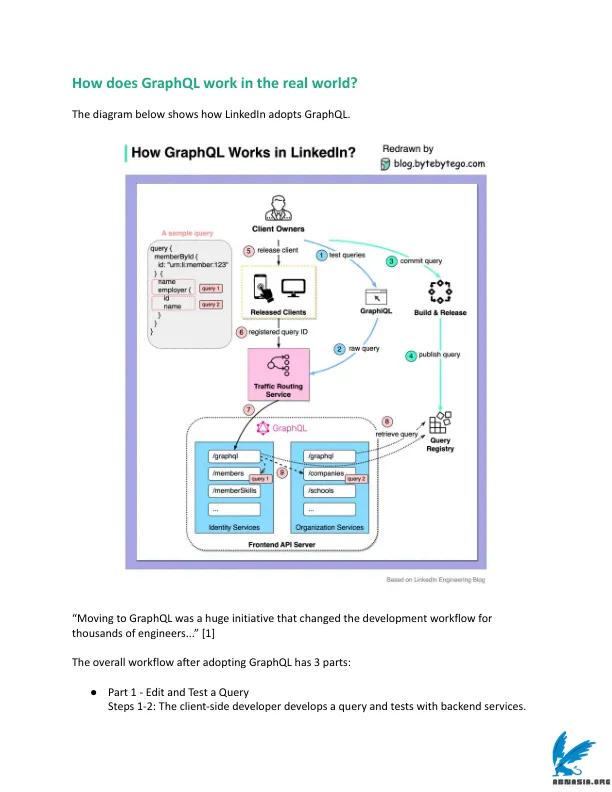 How does GraphQL work in the real world?
The diagram below shows how LinkedIn adopts GraphQL.
How GraphQL Works in LinkedIn?
Redrawn by
blog.bytebytego.com
Client Owners
A sample query
query {
memberById {
id: "urn:li:member:123"
} {
name
employer {
query 1
id
name
query 2
}
}
}
5
release client
1
test queries
3
commit query
Released Clients
GraphiQL
Build & Release
6
registered query ID
2
raw query
4
publish query
Traffic Routing
Service
7
8
retrieve query
Query
Registry
GraphQL
/graphql
/members
query 1
/memberSkills
...
Identity Services
9
/graphql
/companies
query 2
/schools
...
Organization Services
Frontend API Server
Based on LinkedIn Engineering Blog
“Moving to GraphQL was a huge initiative that changed the development workflow for
thousands of engineers...” [1]
The overall workflow after adopting GraphQL has 3 parts:
● Part 1 - Edit and Test a Query
Steps 1-2: The client-side developer develops a query and tests with backend services.
ABNASIA.ORG